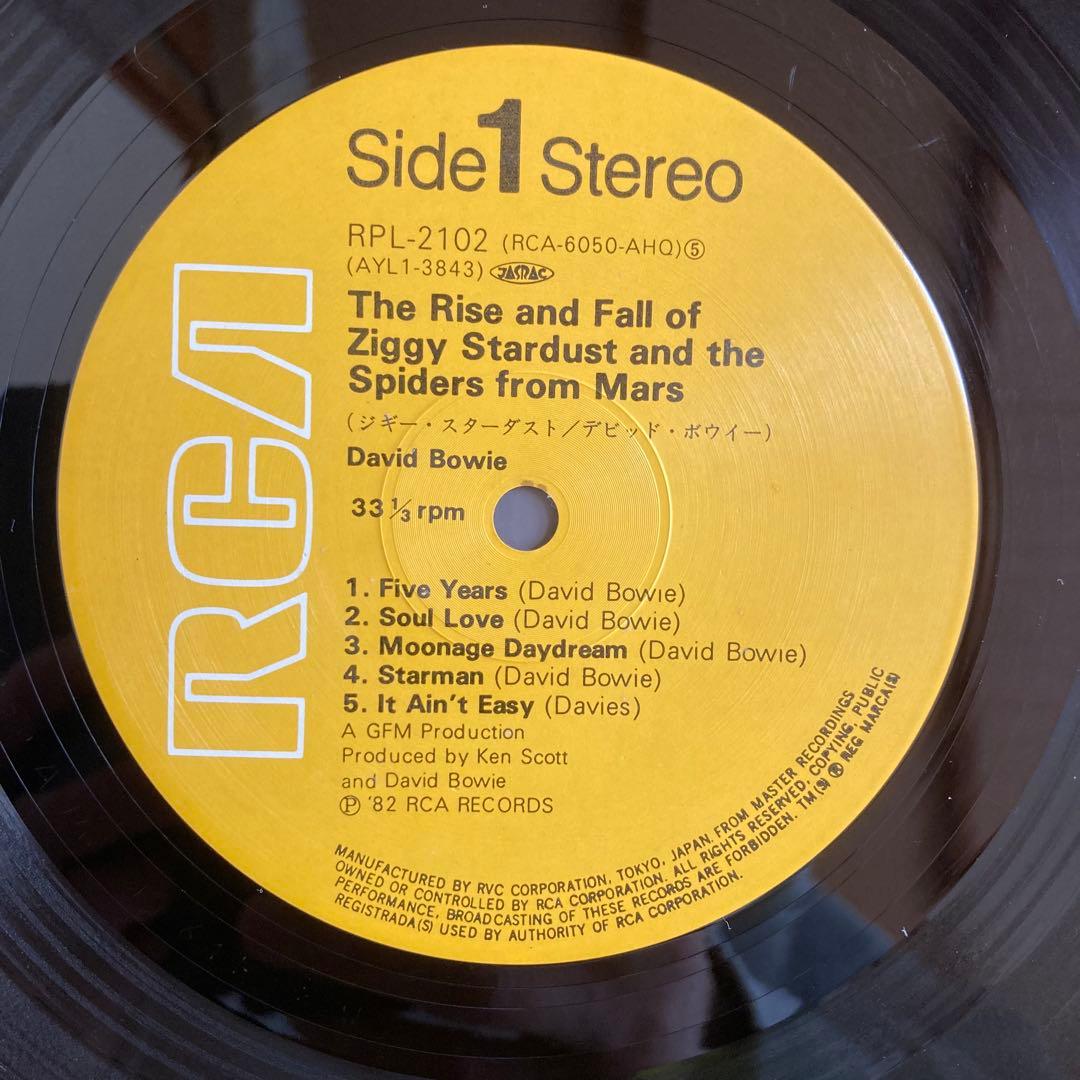 Side 1 Stereo
RPL-2102 (RCA-6050-AHQ)⑤
(AYL1-3843) JASRAC
The Rise and Fall of
Ziggy Stardust and the
Spiders from Mars
(ジギー・スターダスト/デビッド・ボウイー)
David Bowie
33 1/3 rpm
1. Five Years (David Bowie)
2. Soul Love (David Bowie)
3. Moonage Daydream (David Bowie)
4. Starman (David Bowie)
5. It Ain't Easy (Davies)
A GFM Production
Produced by Ken Scott
and David Bowie
Ⓟ '82 RCA RECORDS
RCA
MANUFACTURED BY RVC CORPORATION, TOKYO, JAPAN, FROM MASTER RECORDINGS
OWNED OR CONTROLLED BY RCA CORPORATION. ALL RIGHTS RESERVED, COPYING, PUBLIC
PERFORMANCE, BROADCASTING OF THESE RECORDS ARE FORBIDDEN. TM(S) ® REG MARCA(S)
REGISTRADA(S) USED BY AUTHORITY OF RCA CORPORATION.